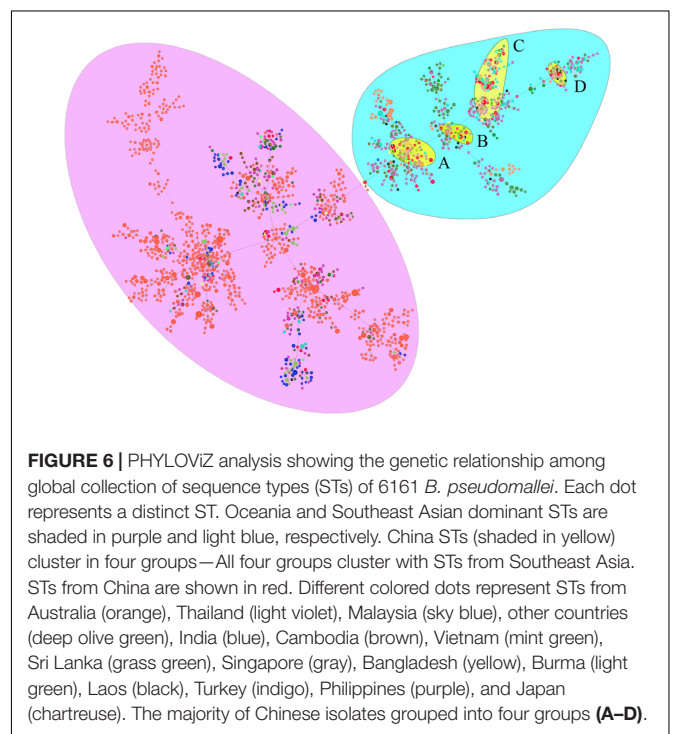 C
D
B
A
FIGURE 6 | PHYLOViZ analysis showing the genetic relationship among
global collection of sequence types (STs) of 6161 B. pseudomallei. Each dot
represents a distinct ST. Oceania and Southeast Asian dominant STs are
shaded in purple and light blue, respectively. China STs (shaded in yellow)
cluster in four groups—All four groups cluster with STs from Southeast Asia.
STs from China are shown in red. Different colored dots represent STs from
Australia (orange), Thailand (light violet), Malaysia (sky blue), other countries
(deep olive green), India (blue), Cambodia (brown), Vietnam (mint green),
Sri Lanka (grass green), Singapore (gray), Bangladesh (yellow), Burma (light
green), Laos (black), Turkey (indigo), Philippines (purple), and Japan
(chartreuse). The majority of Chinese isolates grouped into four groups (A–D).